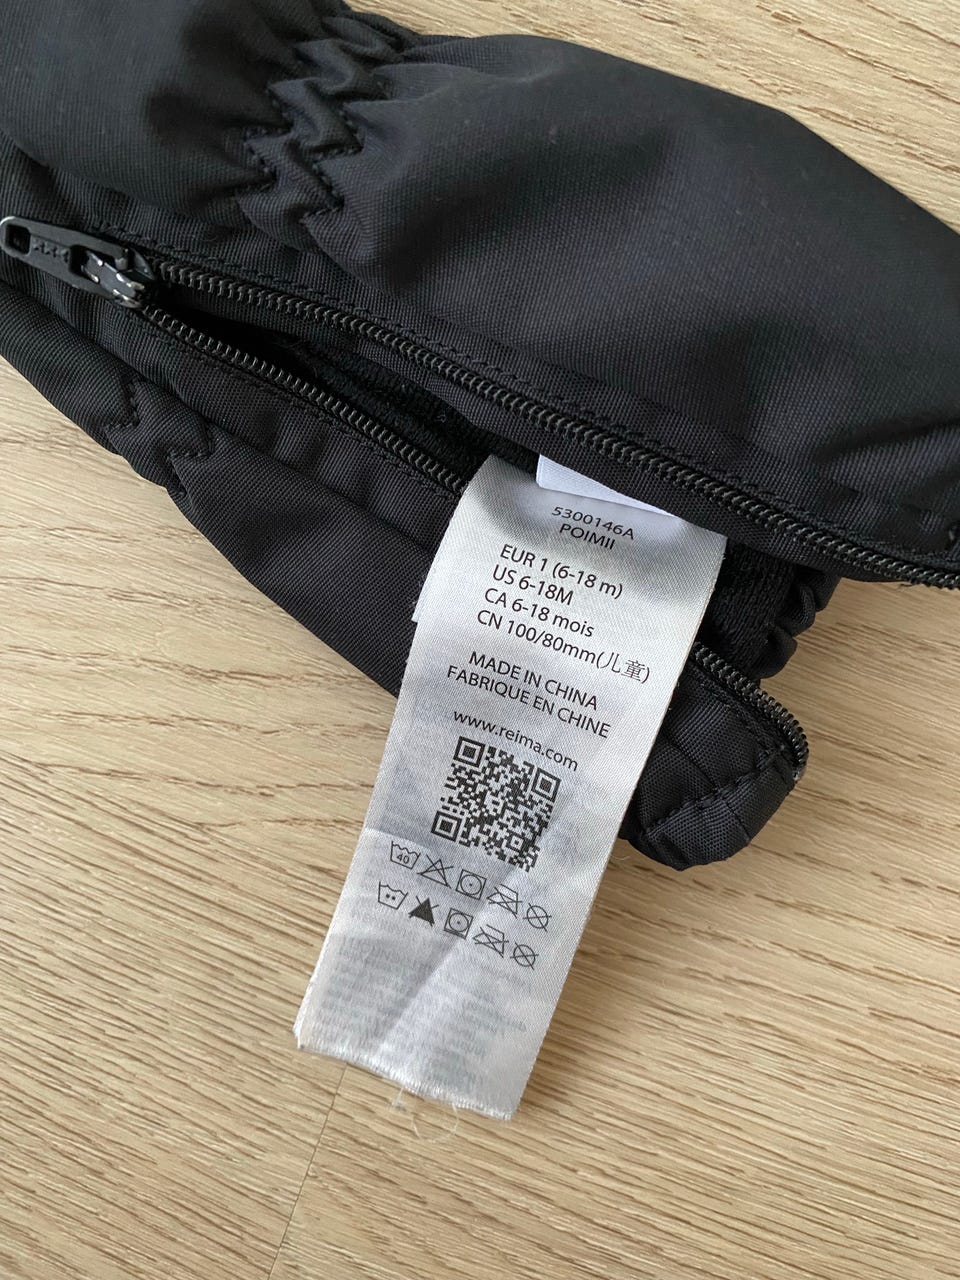 5300146A
POIMII
EUR 1 (6-18 m)
US 6-18M
CA 6-18 mois
CN 100/80mm(儿童)
MADE IN CHINA
FABRIQUE EN CHINE
www.reima.com
40